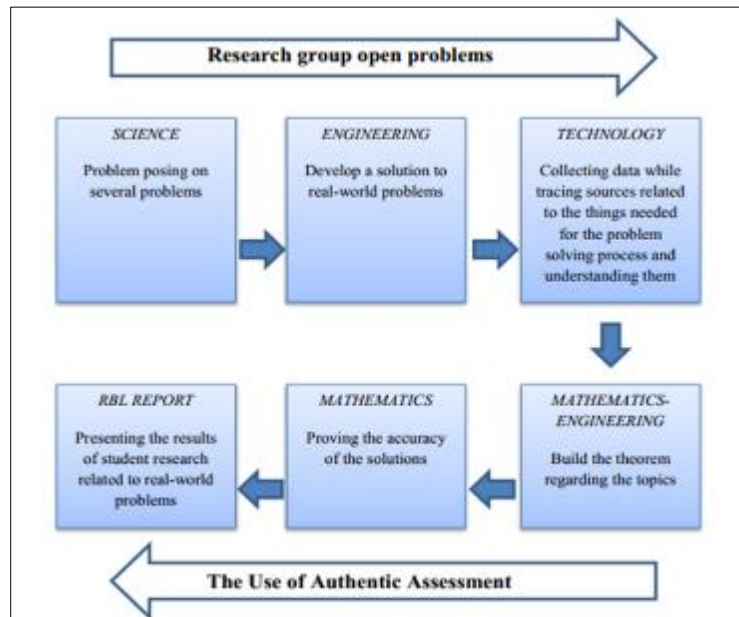 Research group open problems
SCIENCE
Problem posing on
several problems
ENGINEERING
Develop a solution to
real-world problems
TECHNOLOGY
Collecting data while
tracing sources related
to the things needed
for the problem
solving process and
understanding them
RBL REPORT
Presenting the results
of student research
related to real-world
problems
MATHEMATICS
Proving the accuracy
of the solutions
MATHEMATICS-
ENGINEERING
Build the theorem
regarding the topics
The Use of Authentic Assessment